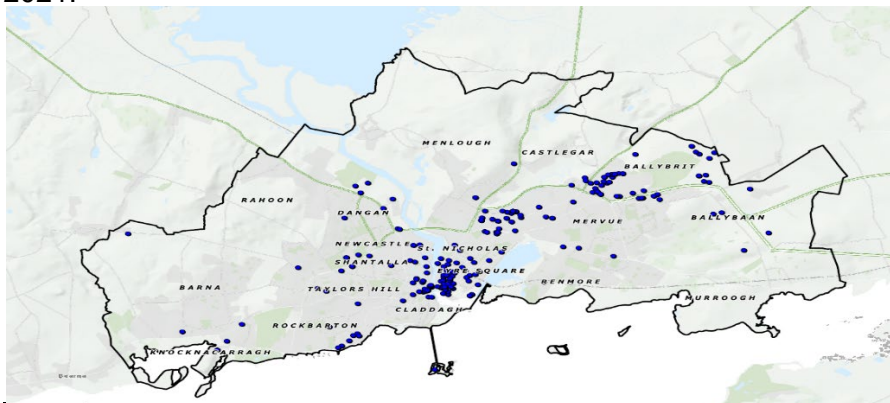 MENLOUGH
CASTLEGAR
BALLYBRIT
RAHOON
DANGAN
MERVUE
BALLYBAAN
NEWCASTLE
St. NICHOLAS
SHANTALLA
EYRE SQUARE
BARNA
TAYLORS HILL
RENMORE
MURROOGH
CLADDAGH
ROCKBARTON
KNOCKNACARRAGH